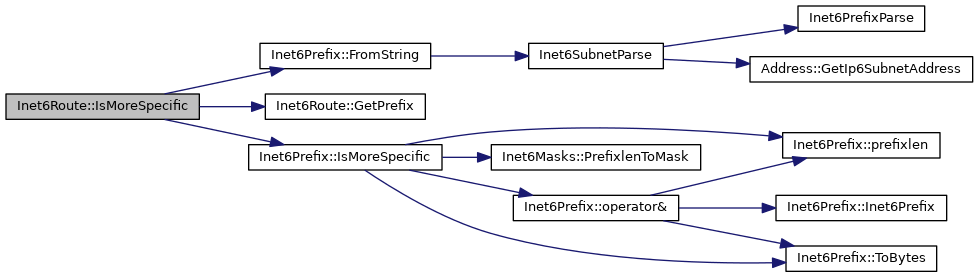 Inet6Route::IsMoreSpecific
Inet6Prefix::FromString
Inet6SubnetParse
Inet6PrefixParse
Address::GetIp6SubnetAddress
Inet6Route::GetPrefix
Inet6Prefix::IsMoreSpecific
Inet6Masks::PrefixlenToMask
Inet6Prefix::prefixlen
Inet6Prefix::operator&
Inet6Prefix::Inet6Prefix
Inet6Prefix::ToBytes